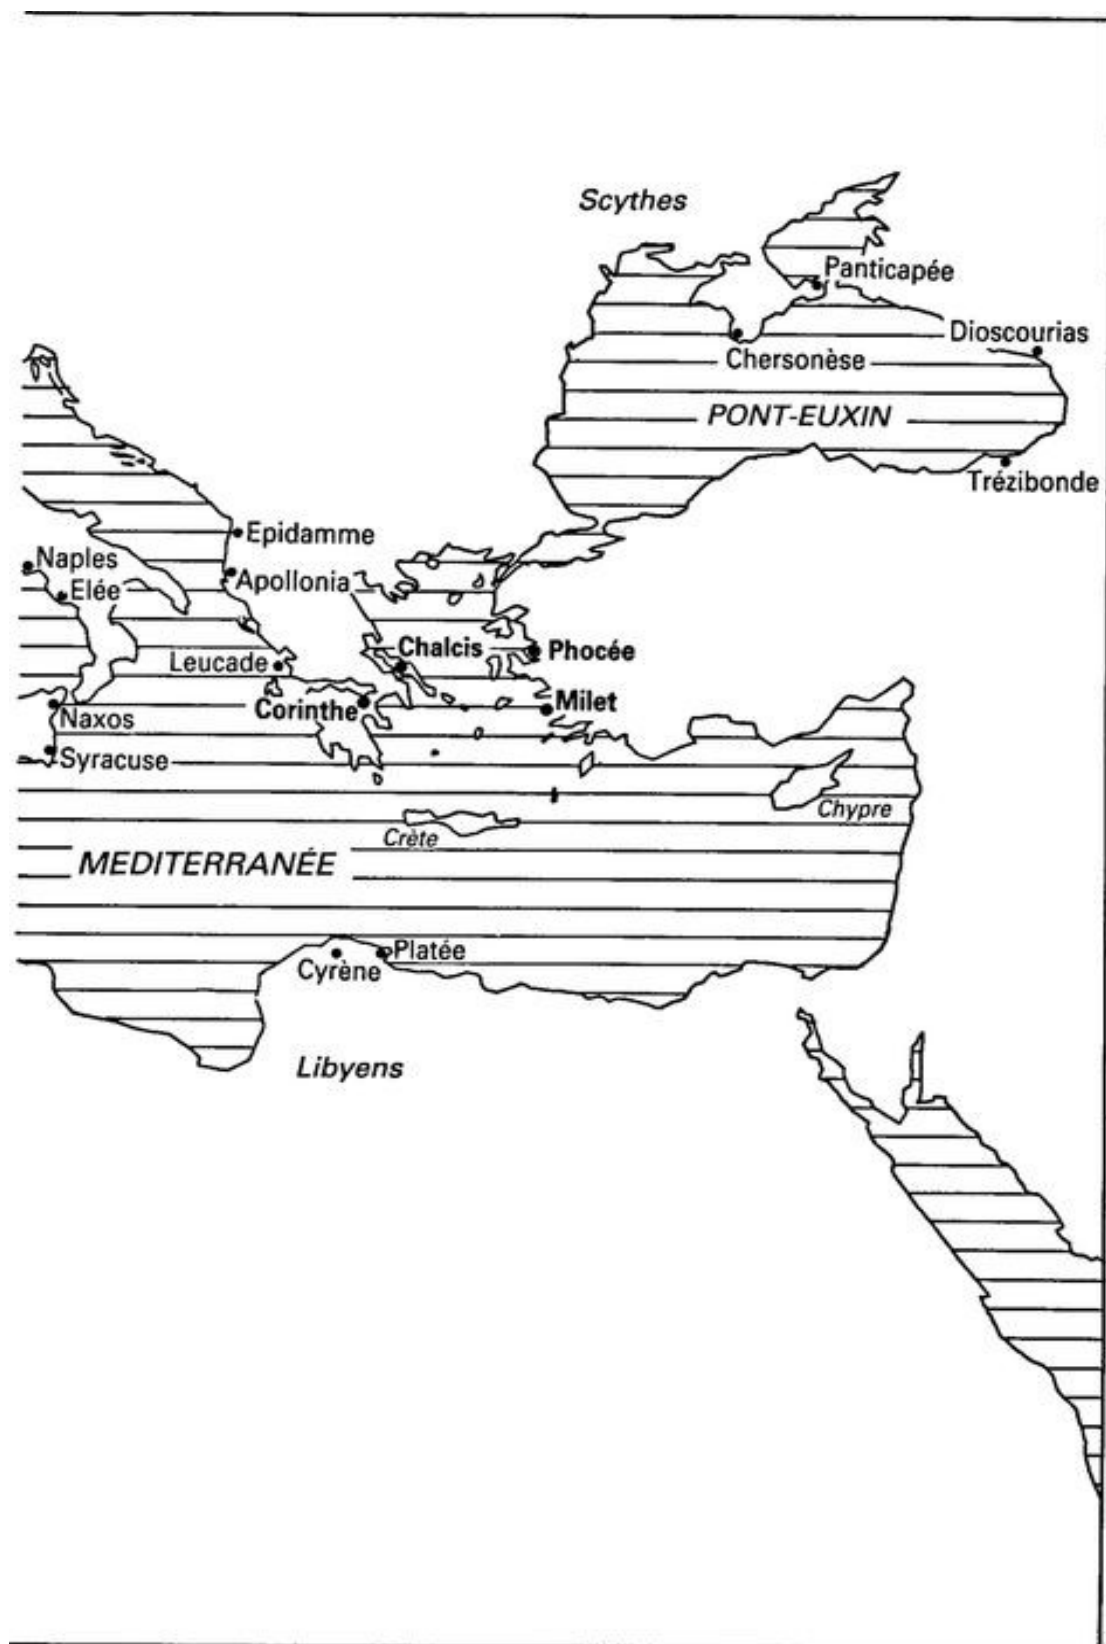 Scythes
Panticapée
Dioscourias
Chersonèse
PONT-EUXIN
Trézibonde
Epidamme
Naples
Apollonia
Elée
Chalcis
Phocée
Leucade
Milet
Corinthe
Naxos
Syracuse
Chypre
Crète
MEDITERRANÉE
Platée
Cyrène
Libyens